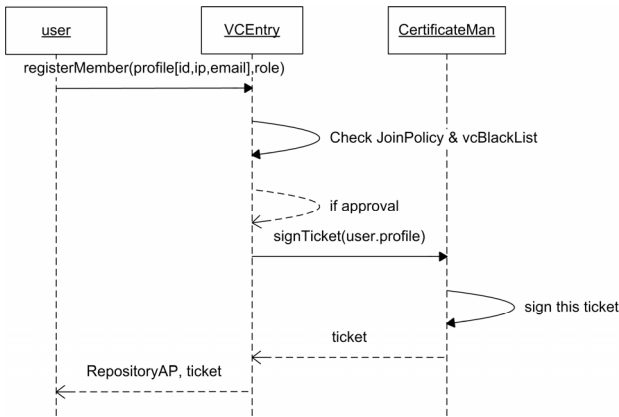 user
VCEntry
CertificateMan
registerMember(profile[id,ip,email],role)
Check JoinPolicy & vcBlackList
if approval
signTicket(user.profile)
sign this ticket
ticket
RepositoryAP, ticket